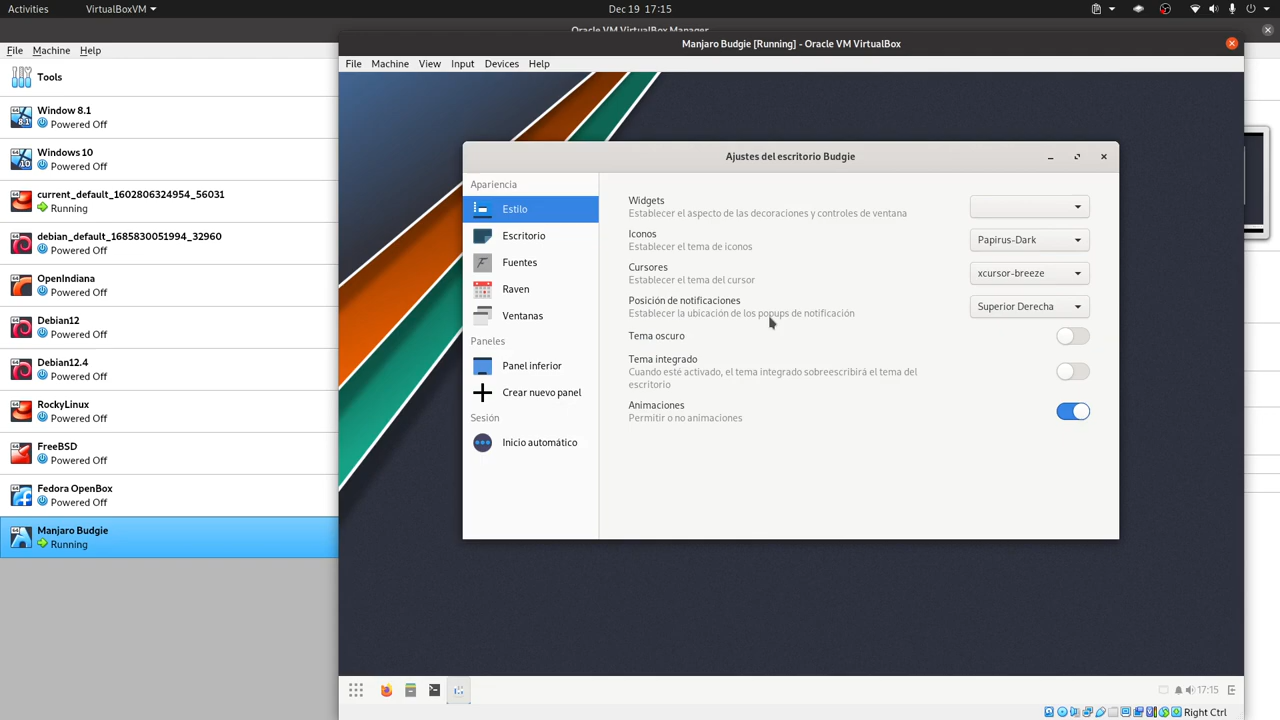 Activities
VirtualBoxVM
Dec 19 17:15
Oracle VM VirtualBox Manager
File Machine Help
Tools
Window 8.1
Powered Off
Windows 10
Powered Off
current_default_1602806324954_56031
Running
debian_default_1685830051994_32960
Running
OpenIndiana
Powered Off
Debian12
Powered Off
Debian12.4
Powered Off
RockyLinux
Powered Off
FreeBSD
Powered Off
Fedora OpenBox
Powered Off
Manjaro Budgie
Running
Manjaro Budgie [Running] - Oracle VM VirtualBox
File Machine View Input Devices Help
Ajustes del escritorio Budgie
Apariencia
Estilo
Escritorio
Fuentes
Raven
Ventanas
Paneles
Panel inferior
Crear nuevo panel
Sesión
Inicio automático
Widgets
Establecer el aspecto de las decoraciones y controles de ventana
Iconos
Establecer el tema de iconos
Papirus-Dark
Cursores
Establecer el tema del cursor
xcursor-breeze
Posición de notificaciones
Establecer la ubicación de los popups de notificación
Superior Derecha
Tema oscuro
Tema integrado
Cuando esté activado, el tema integrado sobreescribirá el tema del
escritorio
Animaciones
Permitir o no animaciones
17:15
Right Ctrl